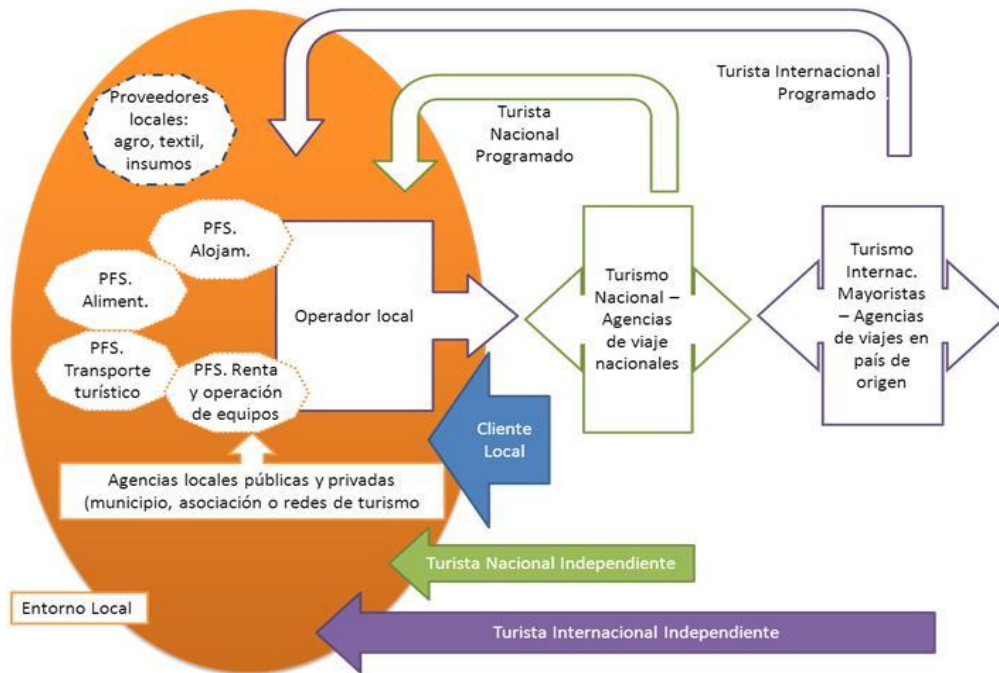 Turista Internacional
Programado
Turista
Nacional
Programado
Proveedores
locales:
agro, textil,
insumos
PFS.
Alojam.
PFS.
Aliment.
PFS.
Transporte
turístico
PFS. Renta
y operación
de equipos
Operador local
Turismo
Nacional –
Agencias
de viaje
nacionales
Turismo
Internac.
Mayoristas
– Agencias
de viajes en
país de
origen
Cliente
Local
Agencias locales públicas y privadas
(municipio, asociación o redes de turismo
Turista Nacional Independiente
Entorno Local
Turista Internacional Independiente